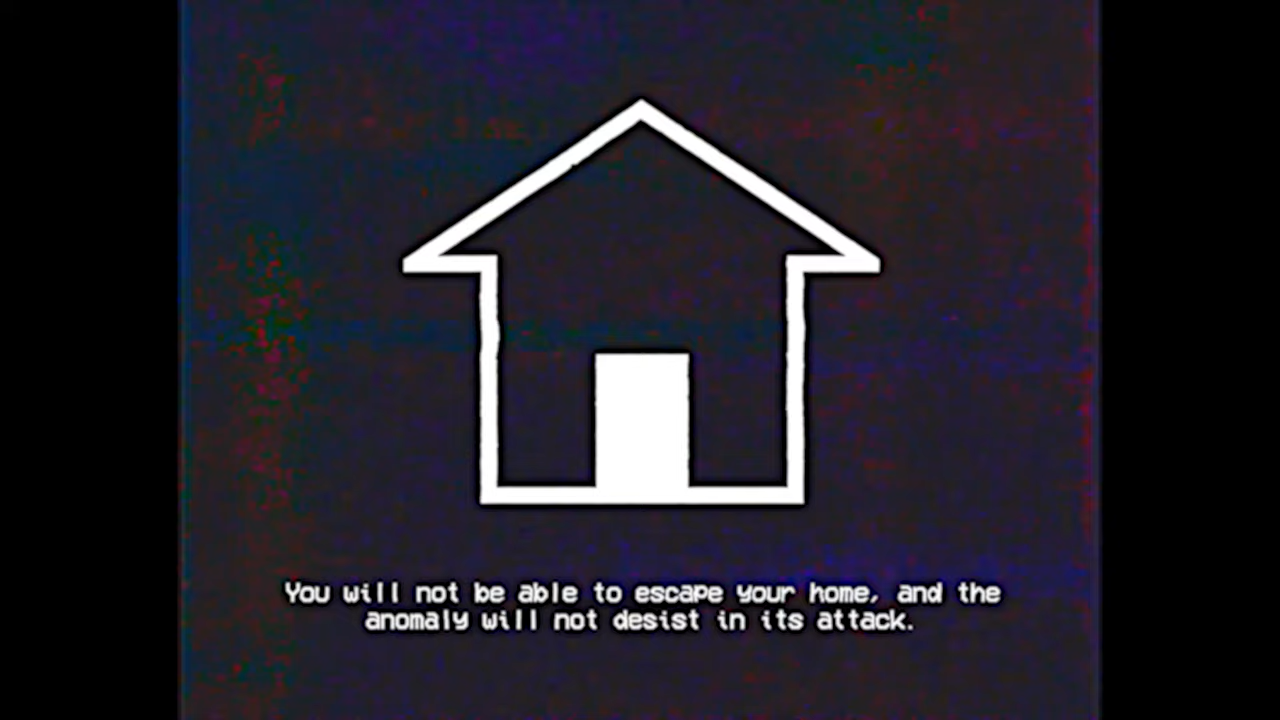 You will not be able to escape your home, and the
anomaly will not desist in its attack.